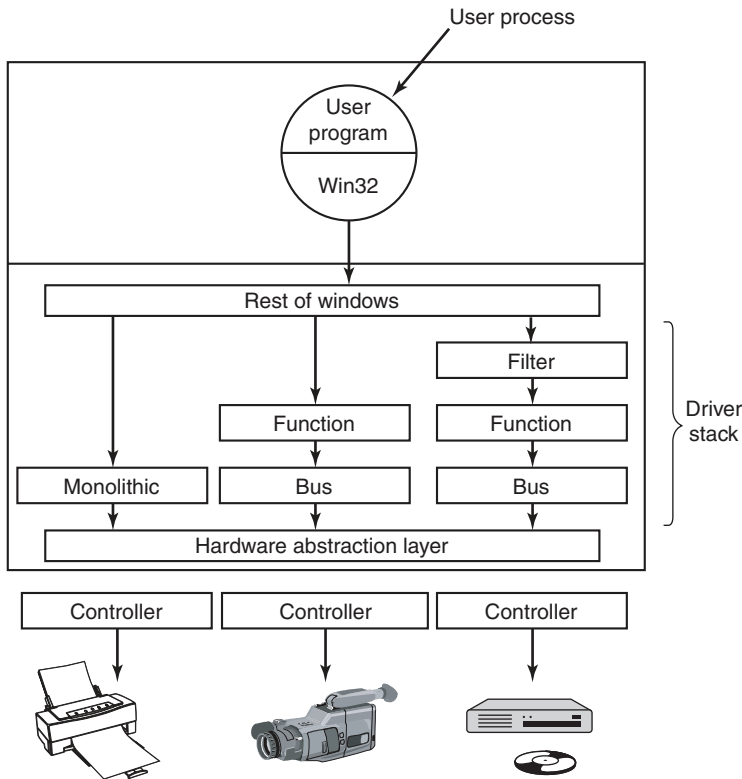 User process
User
program
Win32
Rest of windows
Filter
Function
Function
Driver
stack
Monolithic
Bus
Bus
Hardware abstraction layer
Controller
Controller
Controller